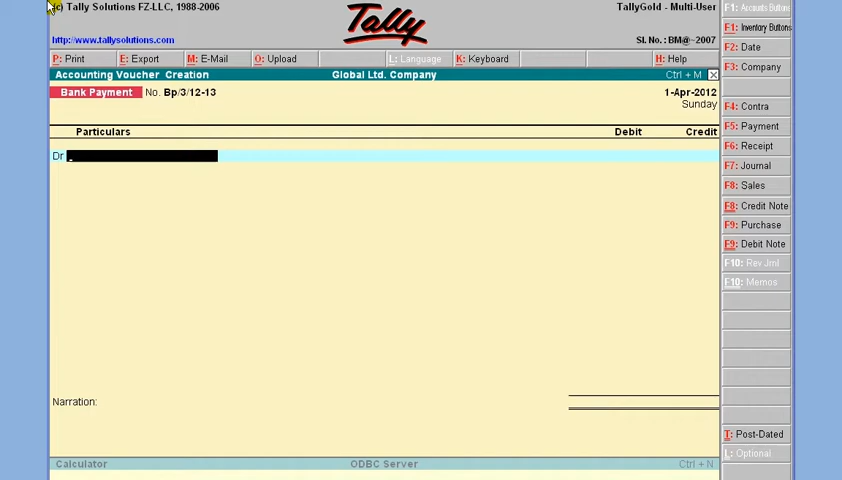 (c) Tally Solutions FZ-LLC, 1988-2006
http://www.tallysolutions.com
Tally
TallyGold - Multi-User
Sl. No. : BM@~2007
P: Print
E: Export
M: E-Mail
O: Upload
L: Language
K: Keyboard
H: Help
Accounting Voucher Creation
Global Ltd. Company
Ctrl + M
Bank Payment No. Bp/3/12-13
1-Apr-2012
Sunday
Particulars
Debit
Credit
Dr
Narration:
Calculator
ODBC Server
Ctrl + N
F1: Accounts Buttons
F1: Inventory Buttons
F2: Date
F3: Company
F4: Contra
F5: Payment
F6: Receipt
F7: Journal
F8: Sales
F8: Credit Note
F9: Purchase
F9: Debit Note
F10: Rev Jrnl
F10: Memos
T: Post-Dated
L: Optional